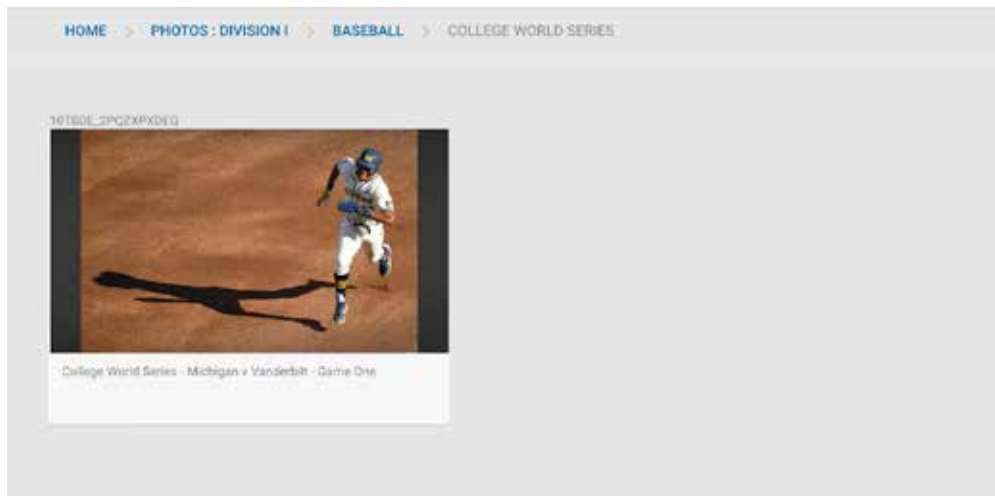 HOME > PHOTOS : DIVISION I > BASEBALL > COLLEGE WORLD SERIES
College World Series - Michigan v Vanderbilt - Game One